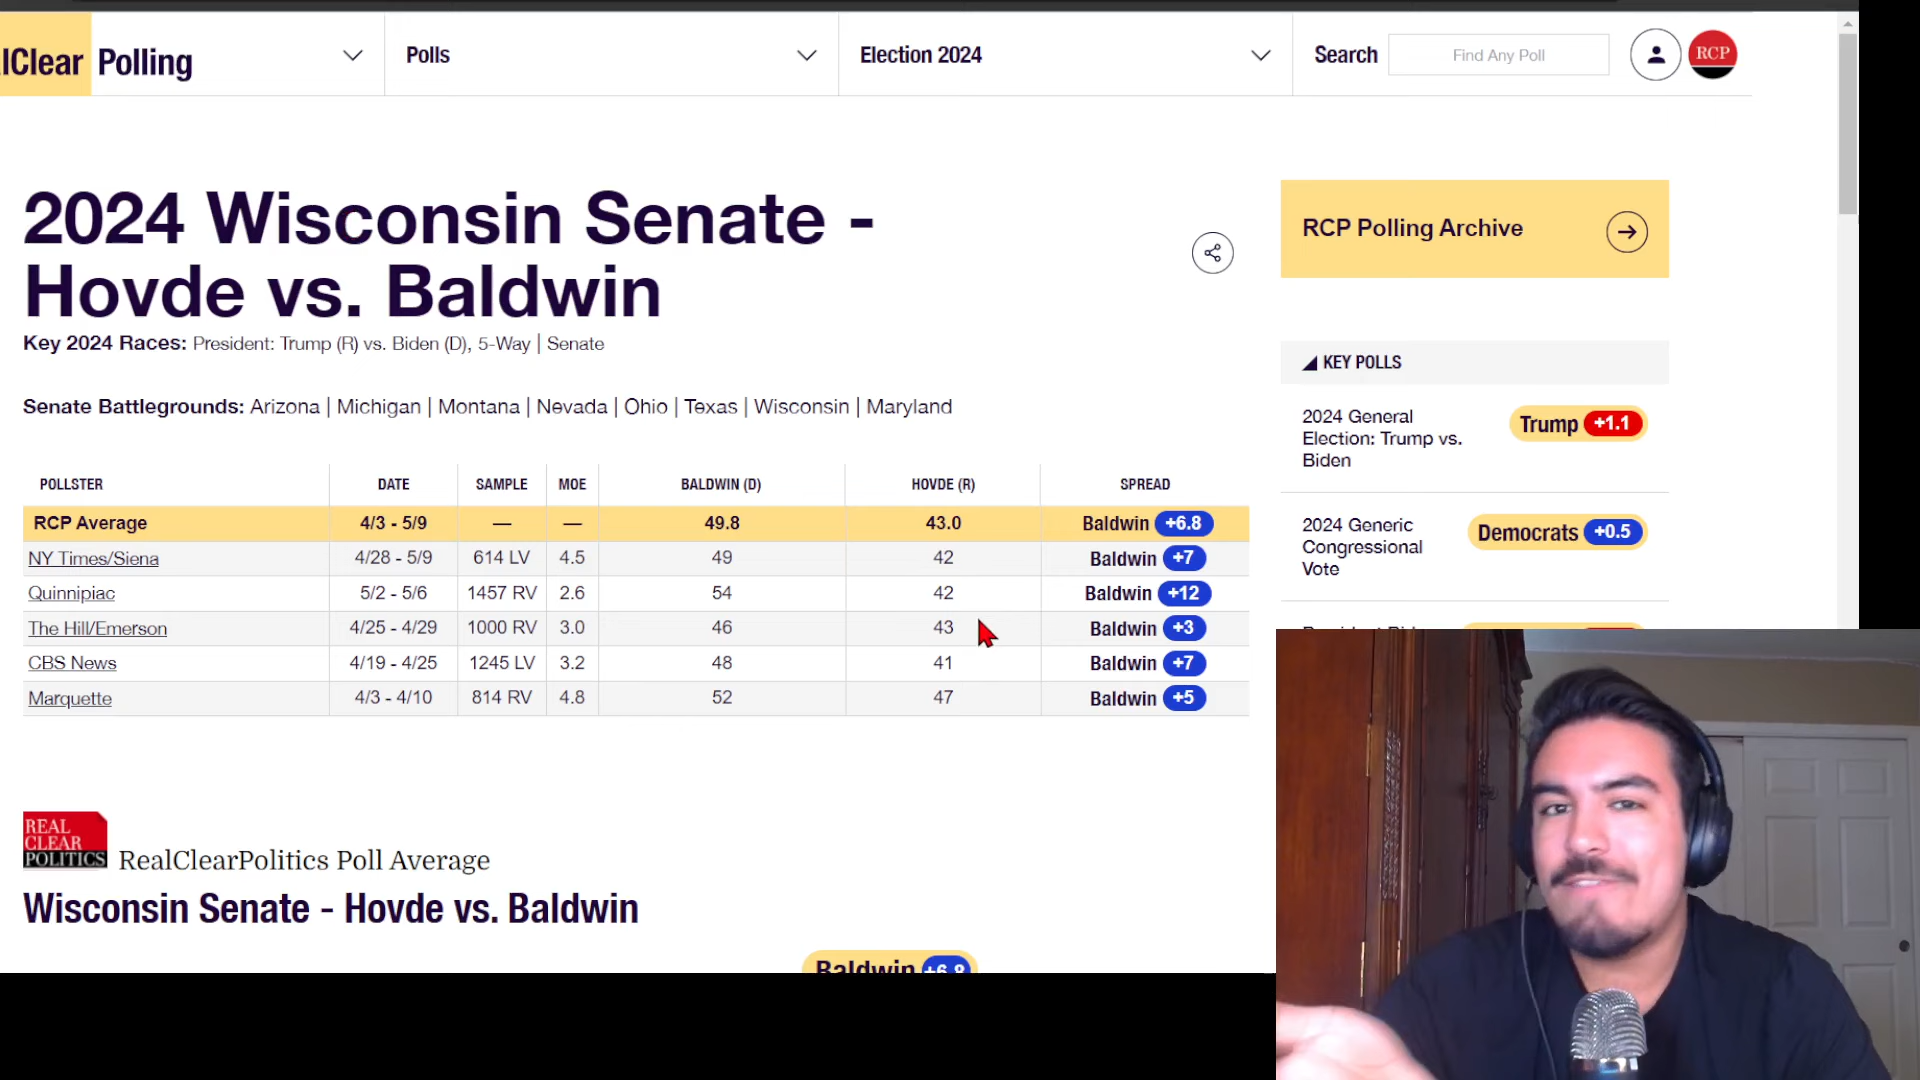 lClear Polling
Polls
Election 2024
Search
Find Any Poll
RCP
2024 Wisconsin Senate -
Hovde vs. Baldwin
Key 2024 Races: President: Trump (R) vs. Biden (D), 5-Way | Senate
Senate Battlegrounds: Arizona | Michigan | Montana | Nevada | Ohio | Texas | Wisconsin | Maryland
POLLSTER DATE SAMPLE MOE BALDWIN (D) HOVDE (R) SPREAD
RCP Average 4/3 - 5/9 — — 49.8 43.0 Baldwin +6.8
NY Times/Siena 4/28 - 5/9 614 LV 4.5 49 42 Baldwin +7
Quinnipiac 5/2 - 5/6 1457 RV 2.6 54 42 Baldwin +12
The Hill/Emerson 4/25 - 4/29 1000 RV 3.0 46 43 Baldwin +3
CBS News 4/19 - 4/25 1245 LV 3.2 48 41 Baldwin +7
Marquette 4/3 - 4/10 814 RV 4.8 52 47 Baldwin +5
REAL
CLEAR
POLITICS
RealClearPolitics Poll Average
Wisconsin Senate - Hovde vs. Baldwin
Baldwin +6.8
RCP Polling Archive
KEY POLLS
2024 General
Election: Trump vs.
Biden
Trump +1.1
2024 Generic
Congressional
Vote
Democrats +0.5